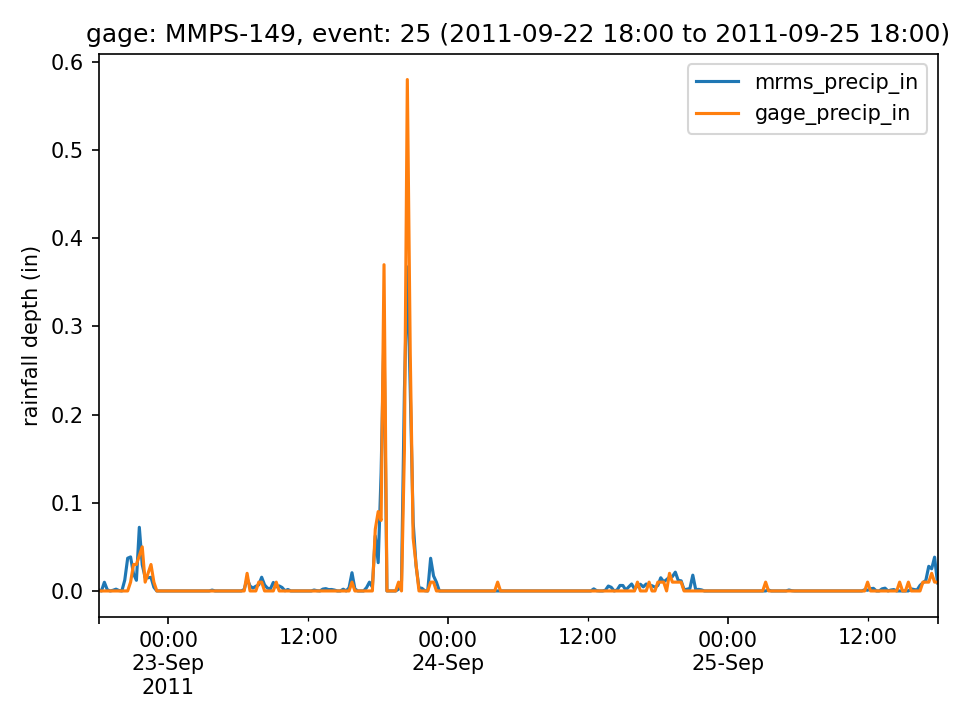 gage: MMPS-149, event: 25 (2011-09-22 18:00 to 2011-09-25 18:00)
mrms_precip_in
gage_precip_in
rainfall depth (in)
0.6
0.5
0.4
0.3
0.2
0.1
0.0
00:00 12:00 00:00 12:00 00:00 12:00
23-Sep 24-Sep 25-Sep
2011